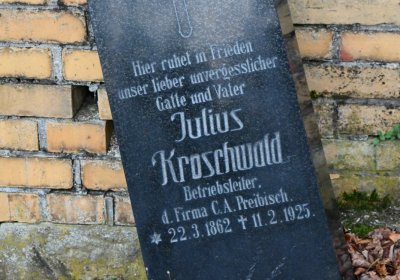 Hier ruhet in Frieden
unser lieber unvergesslicher
Gatte und Vater
Julius
Kroschwald
Betriebsleiter,
d. Firma C.A. Preibisch.
* 22.3.1862 † 11.2.1925.